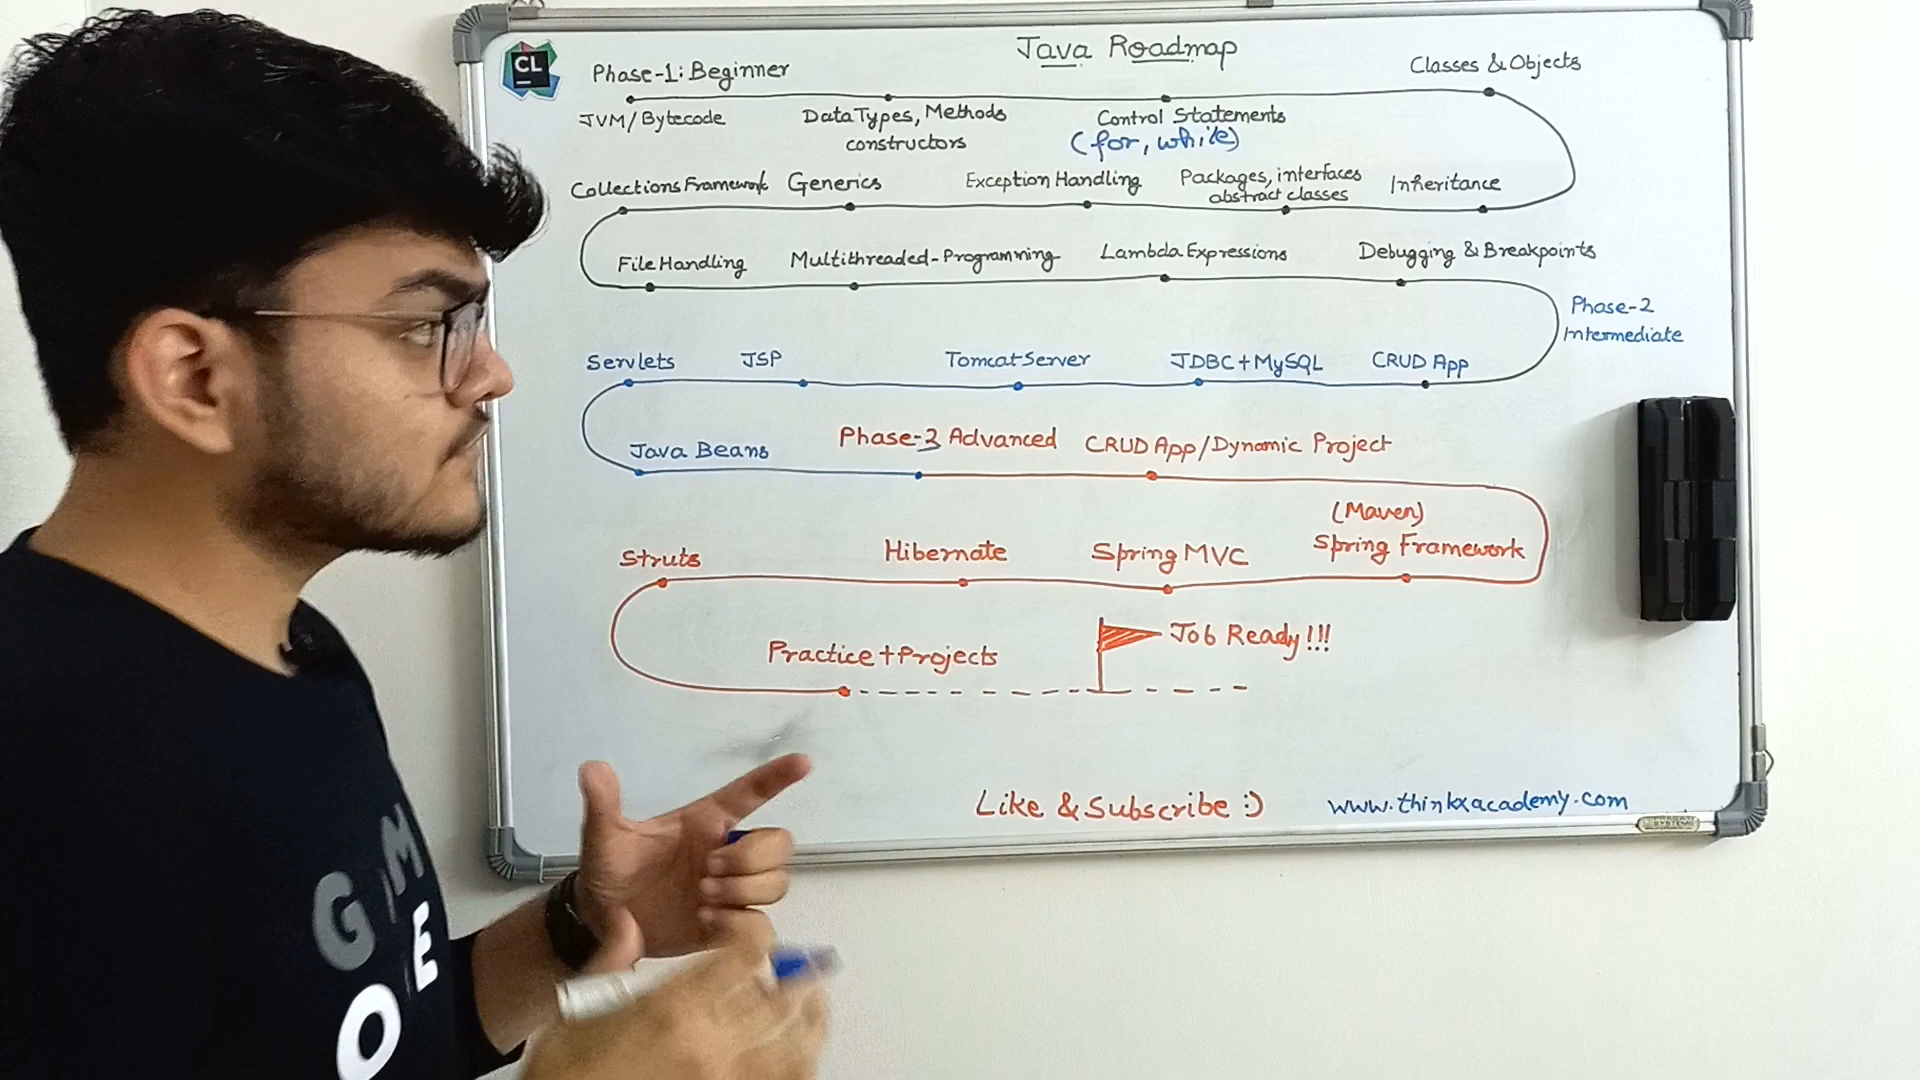 Java Roadmap
CL
Phase-1: Beginner
Classes & Objects
JVM/Bytecode
Data Types, Methods
constructors
Control Statements
(for, while)
Collections Framework
Generics
Exception Handling
Packages, interfaces
abstract classes
Inheritance
File Handling
Multithreaded-Programming
Lambda Expressions
Debugging & Breakpoints
Phase-2
Intermediate
Servlets
JSP
Tomcat Server
JDBC+MySQL
CRUD App
Java Beans
Phase-3 Advanced
CRUD App/Dynamic Project
(Maven)
Struts
Hibernate
Spring MVC
Spring Framework
Practice+Projects
Job Ready!!!
Like & Subscribe :)
www.thinkxacademy.com
G M
O E